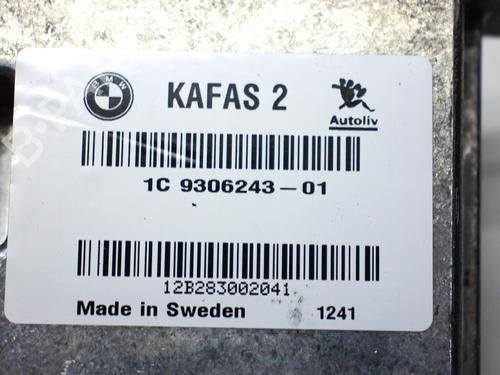 BMW
KAFAS 2
Autoliv
1C 9306243-01
12B283002041
Made in Sweden 1241